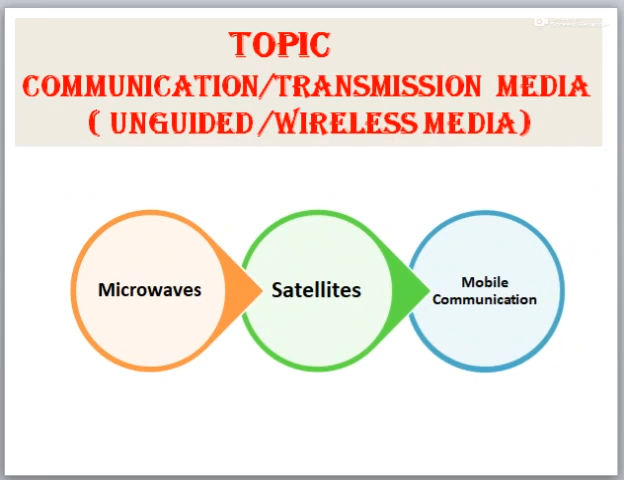 TOPIC
COMMUNICATION/TRANSMISSION MEDIA
( UNGUIDED /WIRELESS MEDIA)
Microwaves
Satellites
Mobile
Communication